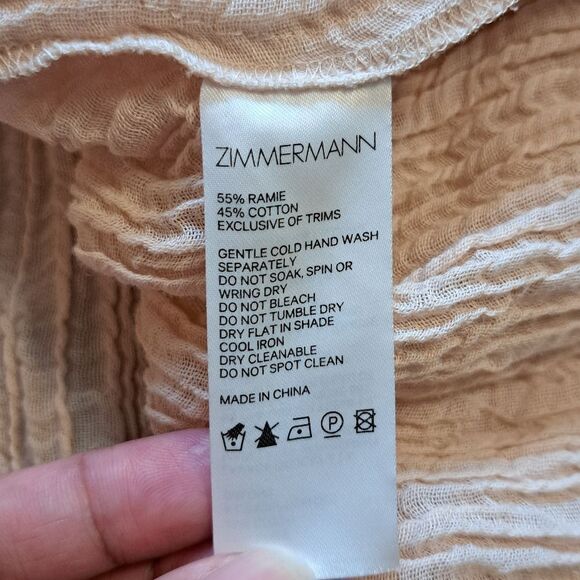 ZIMMERMANN
55% RAMIE
45% COTTON
EXCLUSIVE OF TRIMS
GENTLE COLD HAND WASH
SEPARATELY
DO NOT SOAK, SPIN OR
WRING DRY
DO NOT BLEACH
DO NOT TUMBLE DRY
DRY FLAT IN SHADE
COOL IRON
DRY CLEANABLE
DO NOT SPOT CLEAN
MADE IN CHINA
P